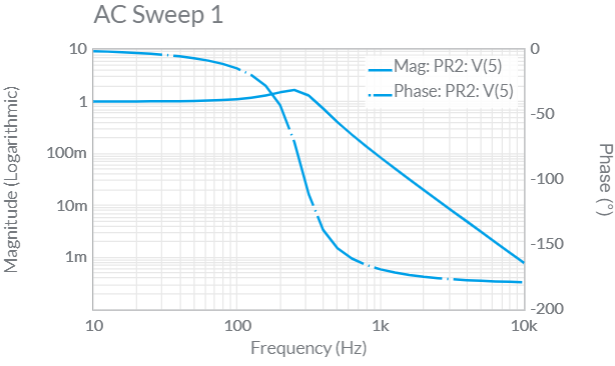 AC Sweep 1
Magnitude (Logarithmic)
10
1
100m
10m
1m
Mag: PR2: V(5)
Phase: PR2: V(5)
0
-50
-100
-150
-200
Phase (°)
10
100
1k
10k
Frequency (Hz)